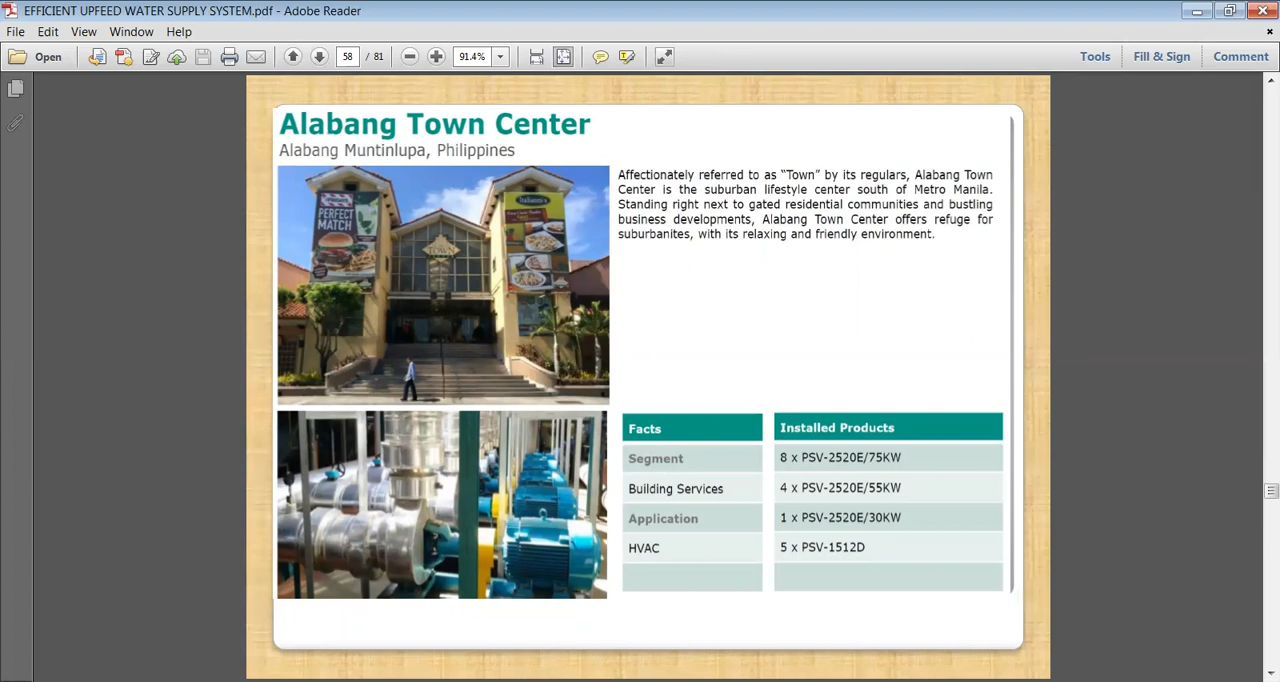 EFFICIENT UPFEED WATER SUPPLY SYSTEM.pdf - Adobe Reader
File Edit View Window Help
Open 58 / 81 91.4% Tools Fill & Sign Comment
Alabang Town Center
Alabang Muntinlupa, Philippines
Affectionately referred to as “Town” by its regulars, Alabang Town
Center is the suburban lifestyle center south of Metro Manila.
Standing right next to gated residential communities and bustling
business developments, Alabang Town Center offers refuge for
suburbanites, with its relaxing and friendly environment.
PERFECT
MATCH
Italianni's
TOWN
Facts
Segment
Building Services
Application
HVAC
Installed Products
8 x PSV-2520E/75KW
4 x PSV-2520E/55KW
1 x PSV-2520E/30KW
5 x PSV-1512D